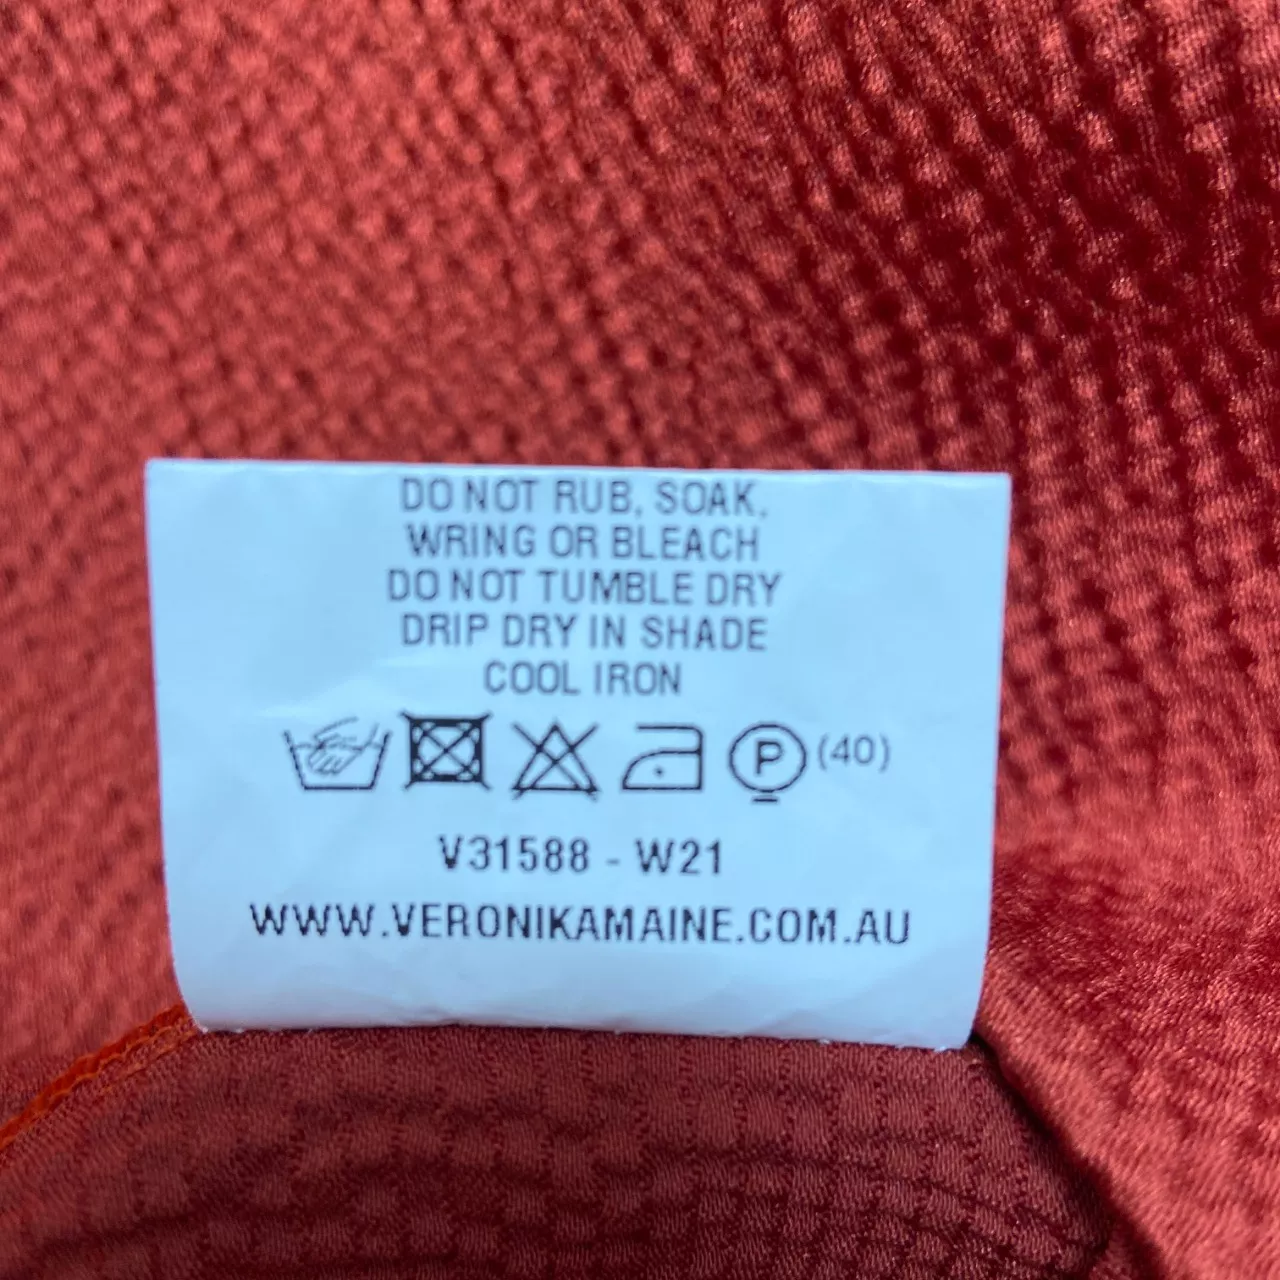 DO NOT RUB, SOAK,
WRING OR BLEACH
DO NOT TUMBLE DRY
DRIP DRY IN SHADE
COOL IRON
P (40)
V31588 - W21
WWW.VERONIKAMAINE.COM.AU